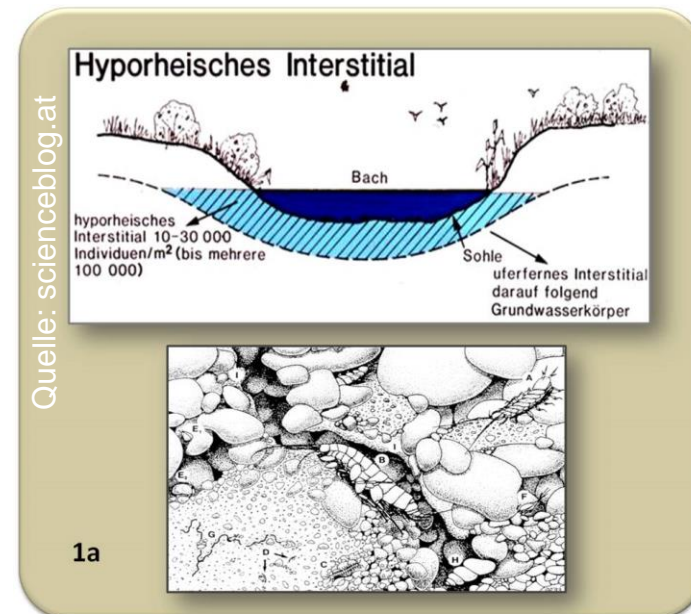 Quelle: scienceblog.at
Hyporheisches Interstitial
Bach
hyporheisches
Interstitial 10-30 000
Individuen/m² (bis mehrere
100 000)
Sohle
uferfernes Interstitial
darauf folgend
Grundwasserkörper
I
A
E,
I
B
E,
F
G
D
C
H
1a